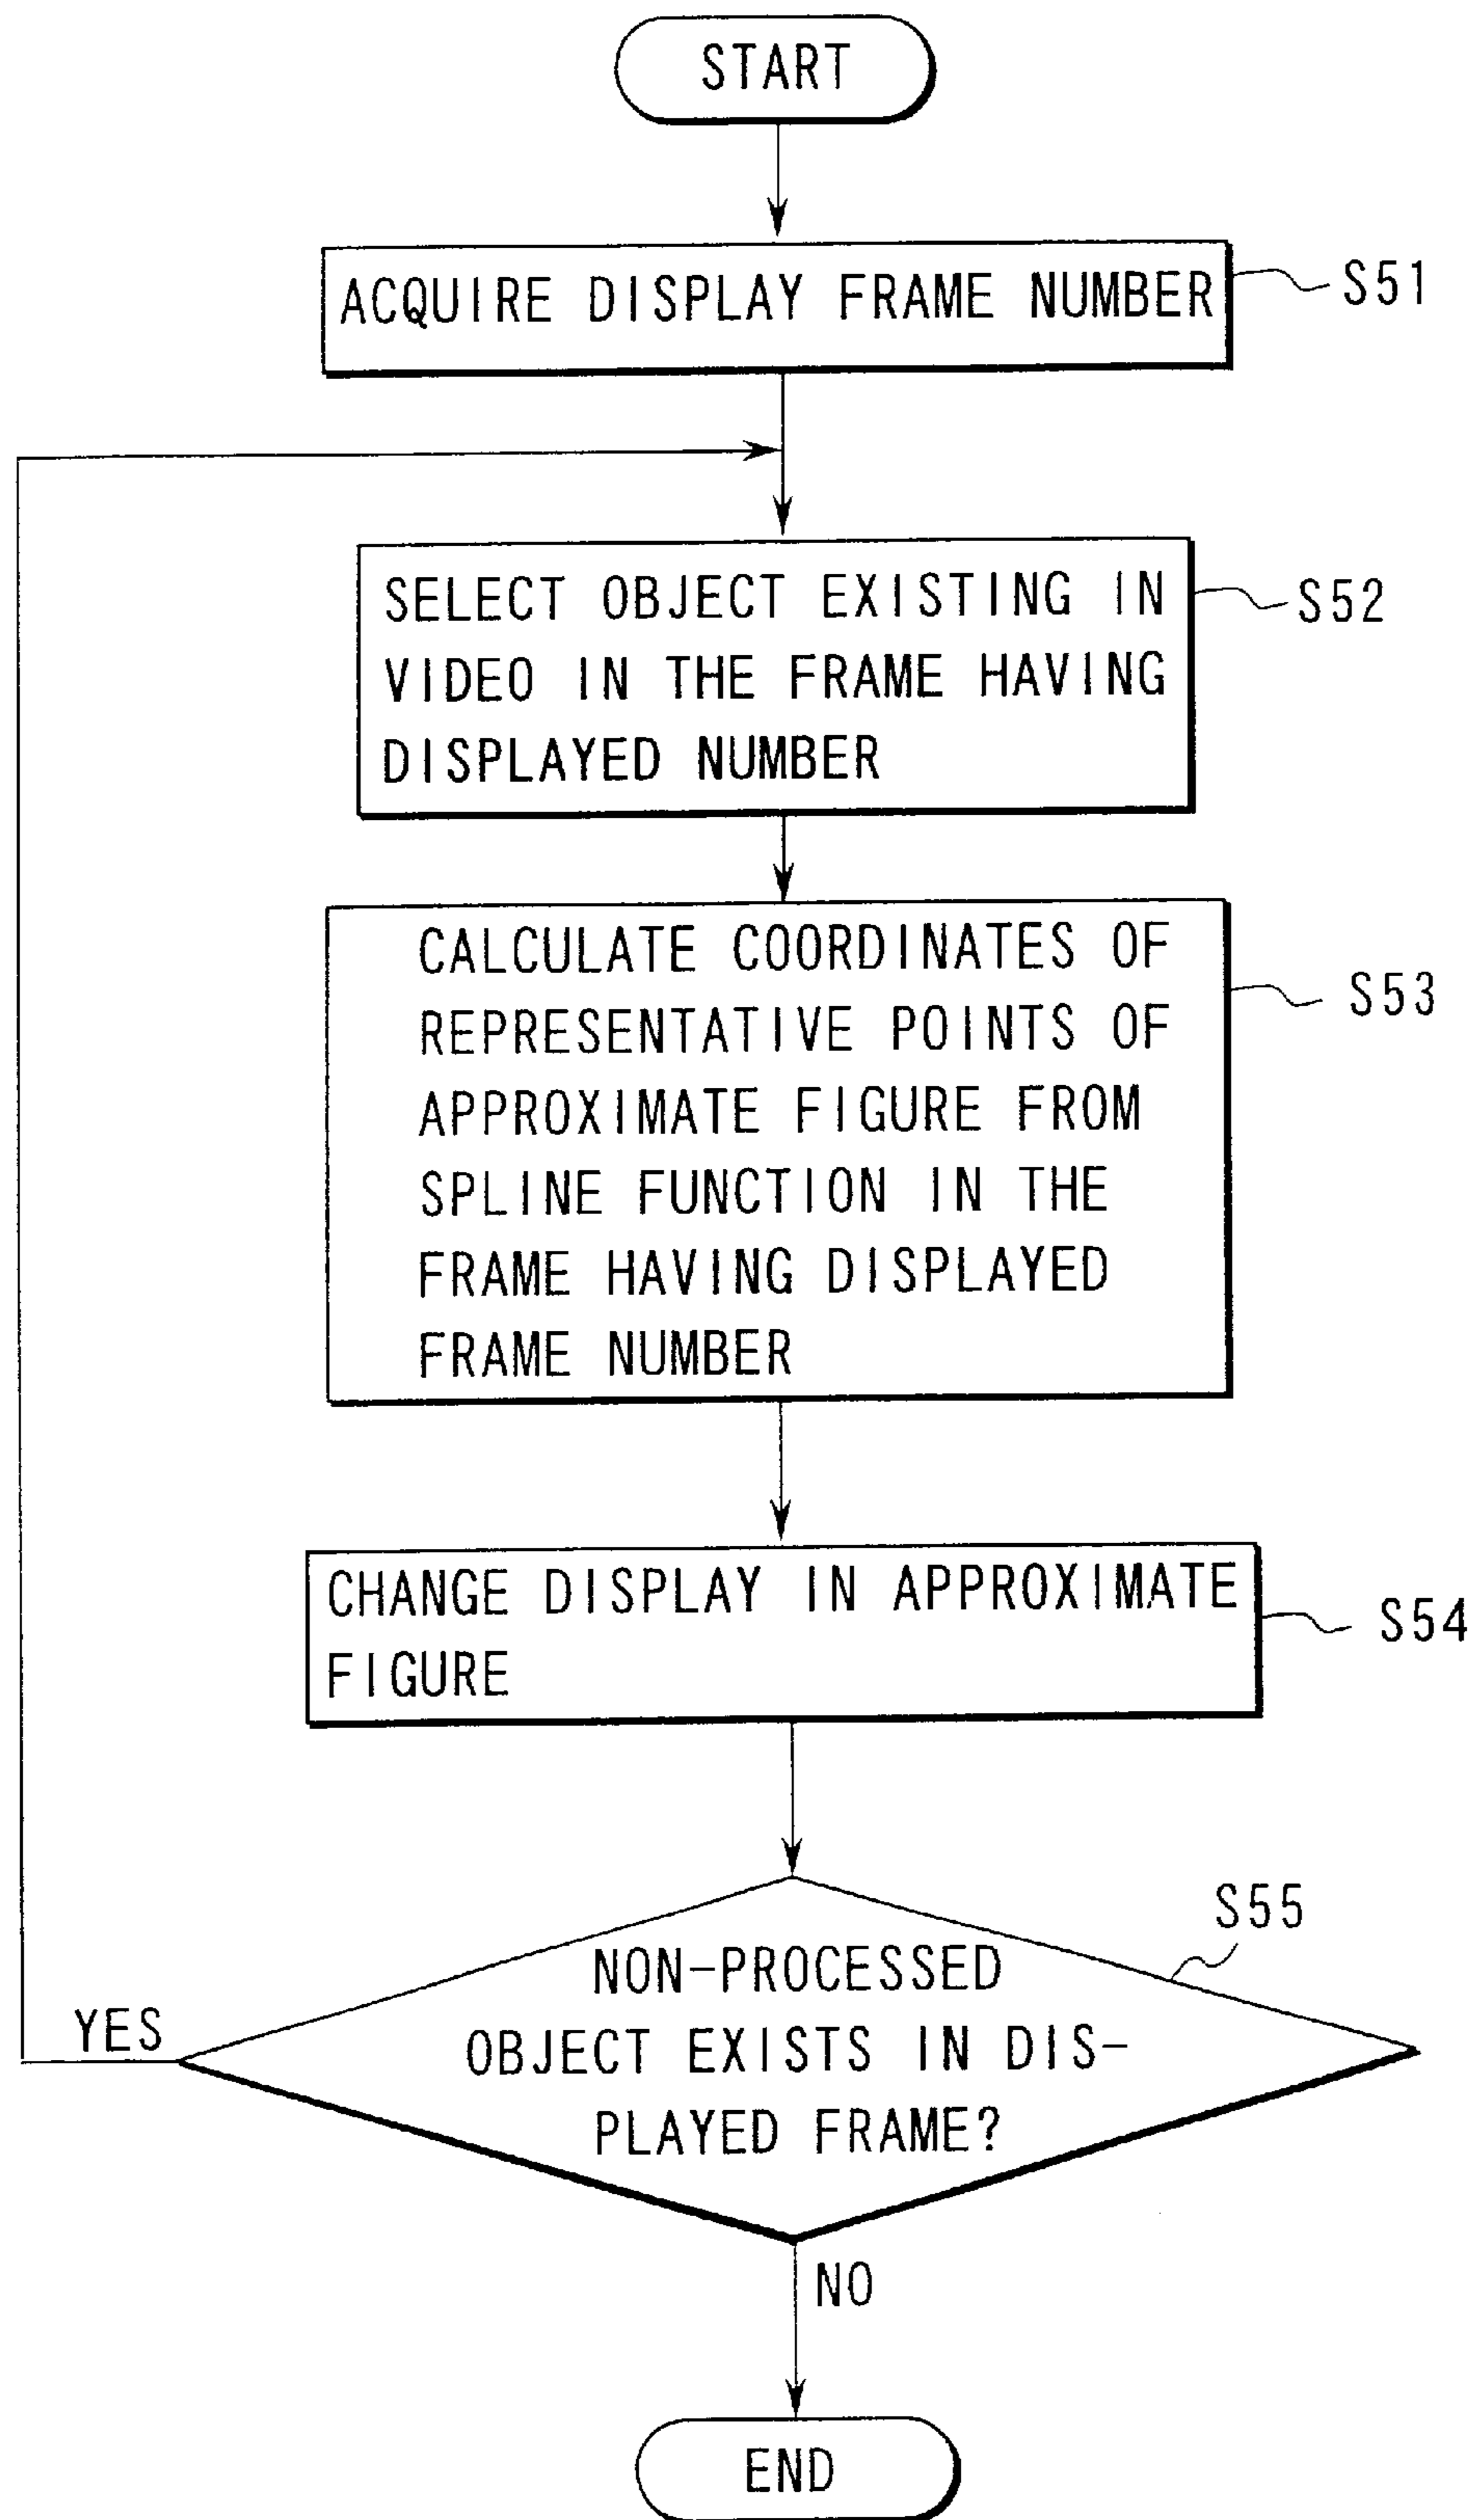 START
ACQUIRE DISPLAY FRAME NUMBER
S51
SELECT OBJECT EXISTING IN
VIDEO IN THE FRAME HAVING
DISPLAYED NUMBER
S52
CALCULATE COORDINATES OF
REPRESENTATIVE POINTS OF
APPROXIMATE FIGURE FROM
SPLINE FUNCTION IN THE
FRAME HAVING DISPLAYED
FRAME NUMBER
S53
CHANGE DISPLAY IN APPROXIMATE
FIGURE
S54
S55
NON-PROCESSED
OBJECT EXISTS IN DIS-
PLAYED FRAME?
YES
NO
END